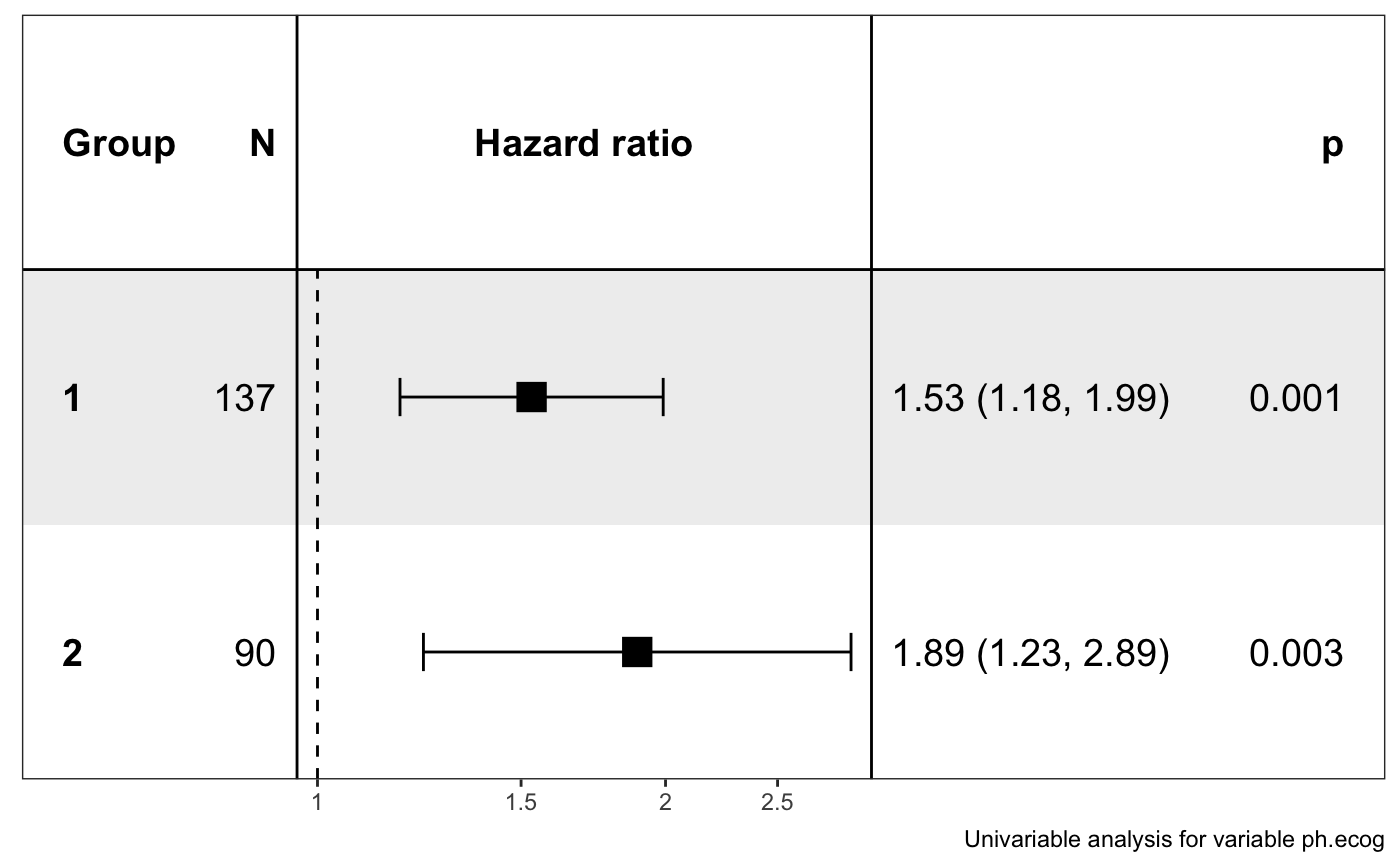 Group N Hazard ratio p
1 137 1.53 (1.18, 1.99) 0.001
2 90 1.89 (1.23, 2.89) 0.003
1 1.5 2 2.5
Univariable analysis for variable ph.ecog